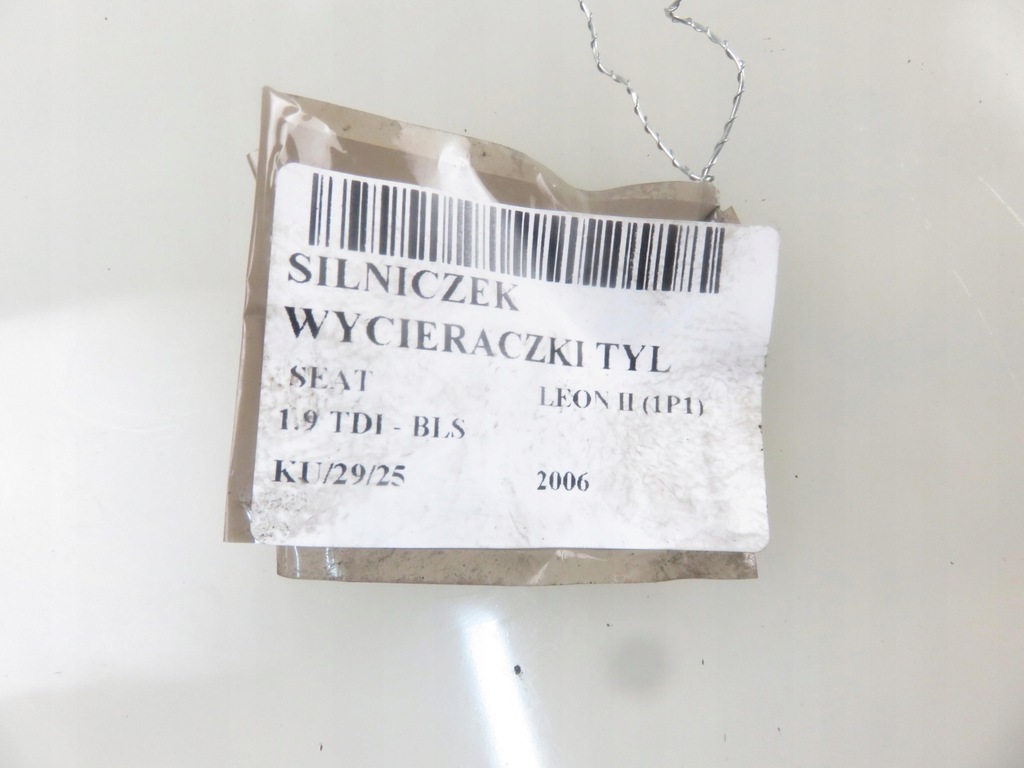 SILNICZEK
WYCIERACZKI TYL
SEAT LEON II (1P1)
1.9 TDI - BLS
KU/29/25 2006